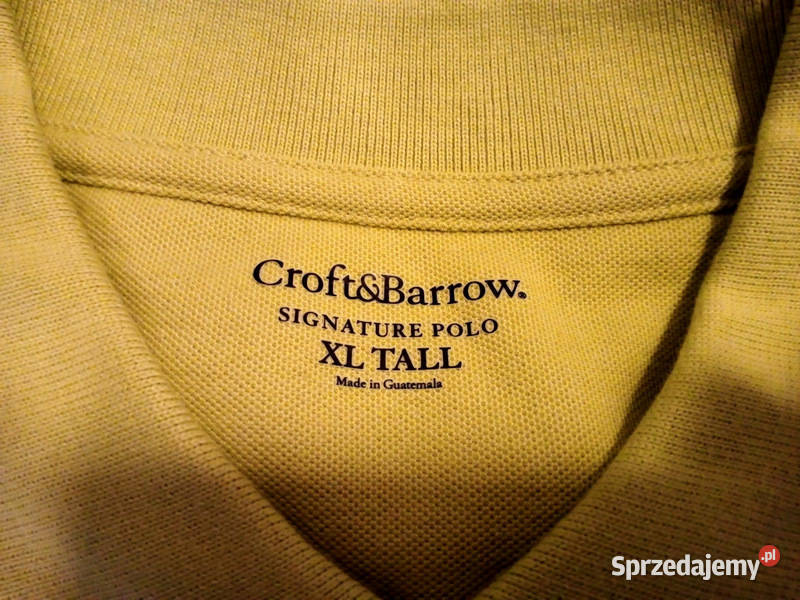 Croft&Barrow®
SIGNATURE POLO
XL TALL
Made in Guatemala
Sprzedajemy.pl